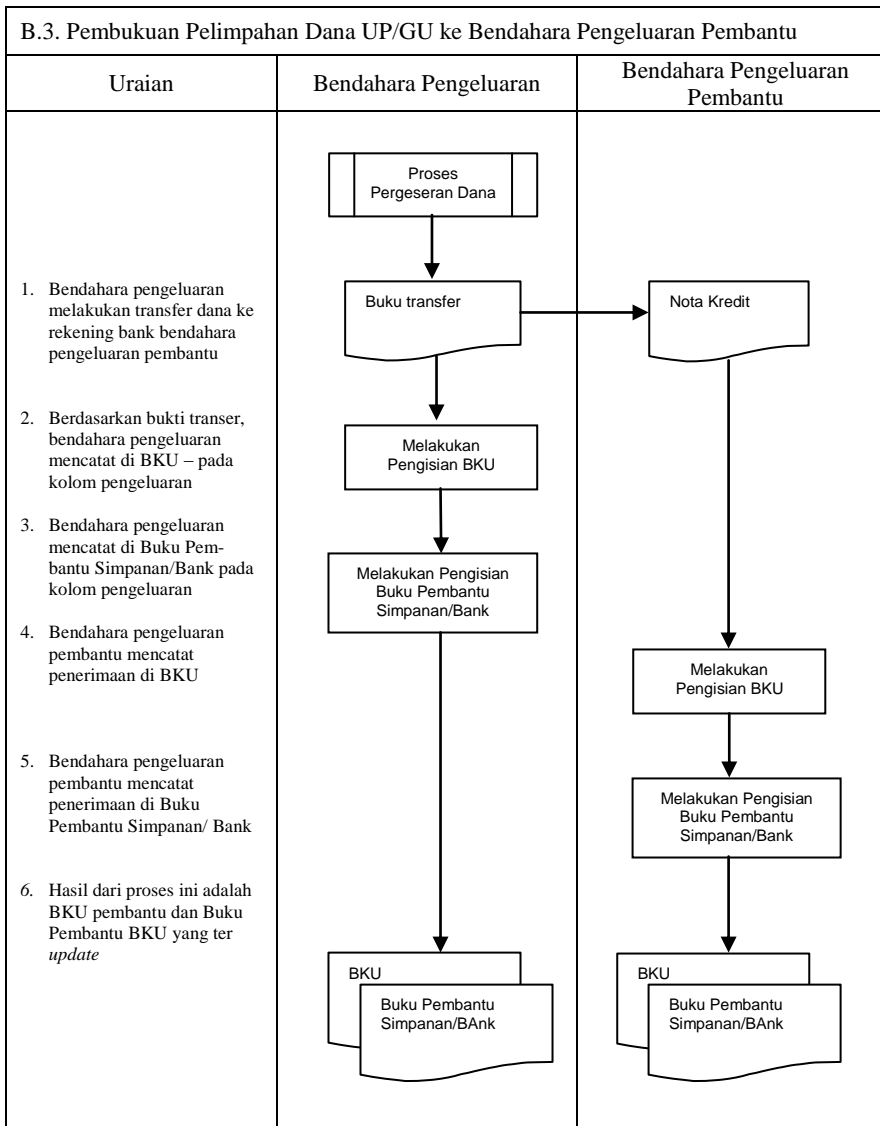 B.3. Pembukuan Pelimpahan Dana UP/GU ke Bendahara Pengeluaran Pembantu
Uraian
Bendahara Pengeluaran
Bendahara Pengeluaran
Pembantu
1. Bendahara pengeluaran
melakukan transfer dana ke
rekening bank bendahara
pengeluaran pembantu
2. Berdasarkan bukti transer,
bendahara pengeluaran
mencatat di BKU – pada
kolom pengeluaran
3. Bendahara pengeluaran
mencatat di Buku Pem-
bantu Simpanan/Bank pada
kolom pengeluaran
4. Bendahara pengeluaran
pembantu mencatat
penerimaan di BKU
5. Bendahara pengeluaran
pembantu mencatat
penerimaan di Buku
Pembantu Simpanan/ Bank
6. Hasil dari proses ini adalah
BKU pembantu dan Buku
Pembantu BKU yang ter
update
Proses
Pergeseran Dana
Buku transfer
Melakukan
Pengisian BKU
Melakukan Pengisian
Buku Pembantu
Simpanan/Bank
BKU
Buku Pembantu
Simpanan/BAnk
Nota Kredit
Melakukan
Pengisian BKU
Melakukan Pengisian
Buku Pembantu
Simpanan/Bank
BKU
Buku Pembantu
Simpanan/BAnk